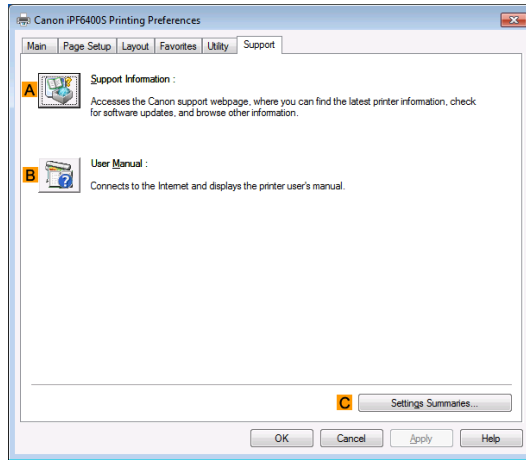 Canon iPF6400S Printing Preferences
Main Page Setup Layout Favorites Utility Support
A
Support Information :
Accesses the Canon support webpage, where you can find the latest printer information, check
for software updates, and browse other information.
B
User Manual :
Connects to the Internet and displays the printer user's manual.
C Settings Summaries...
OK Cancel Apply Help